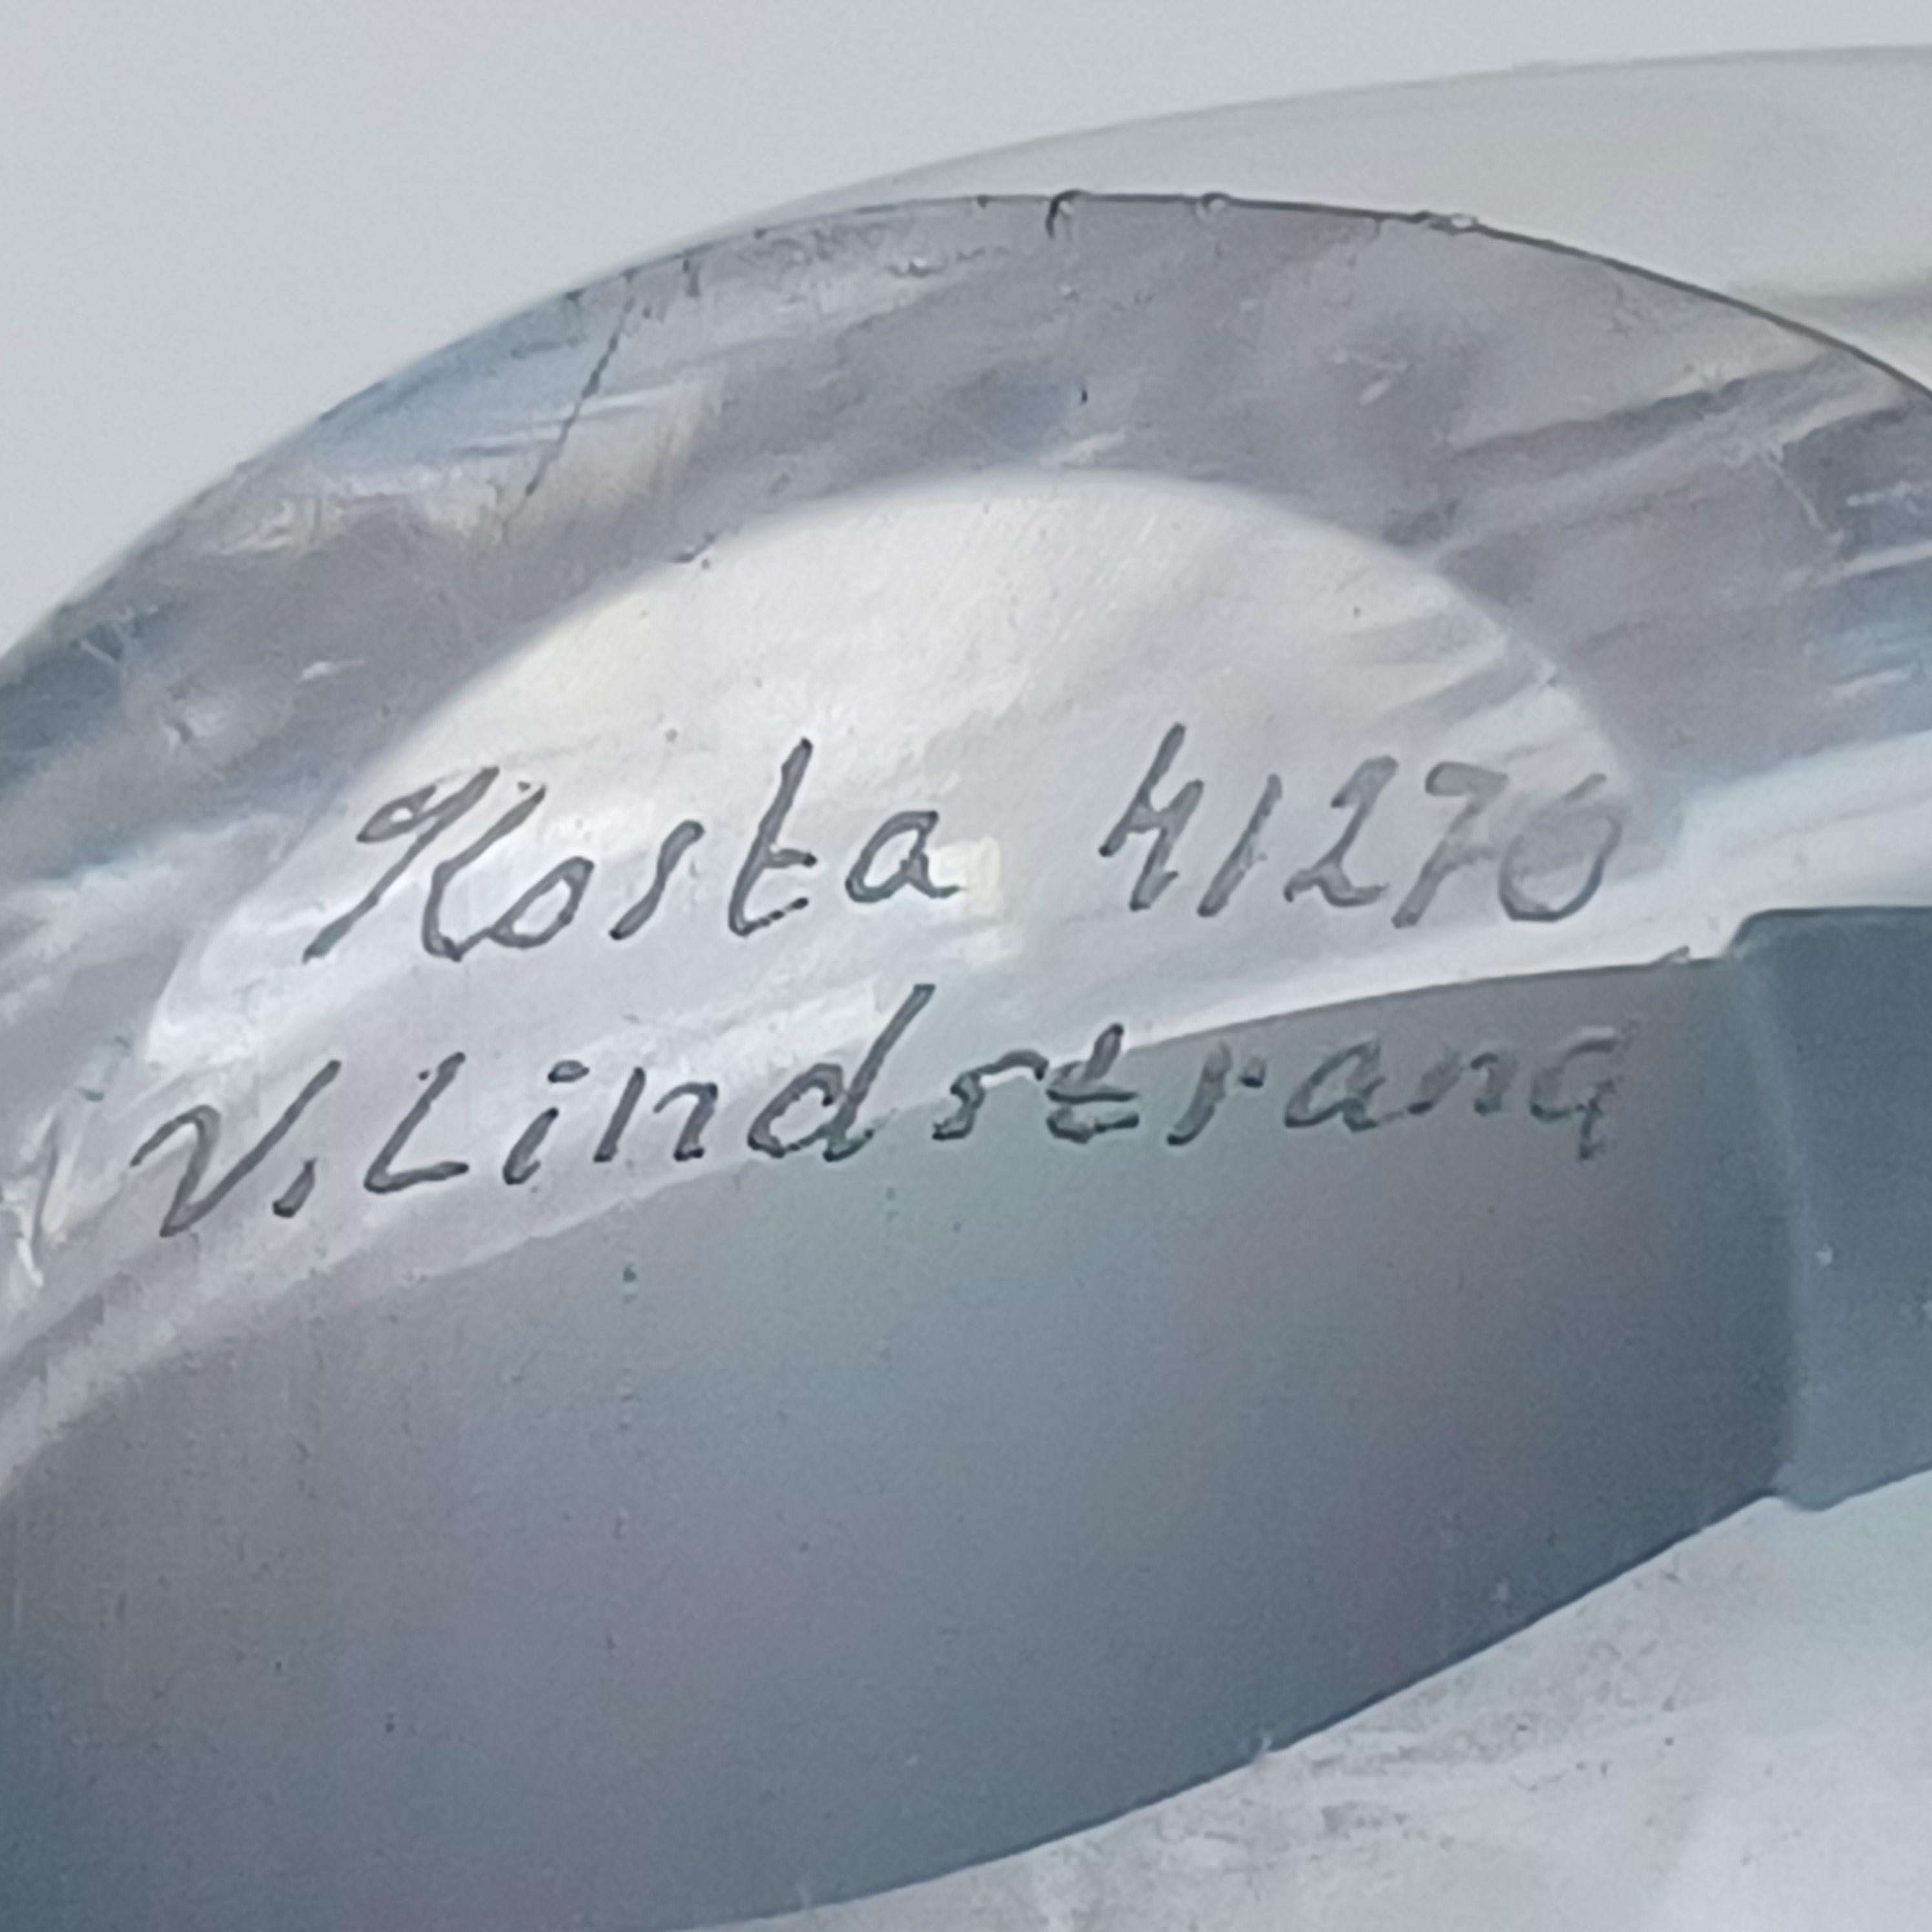 Kosta 41270
V. Lindstrand